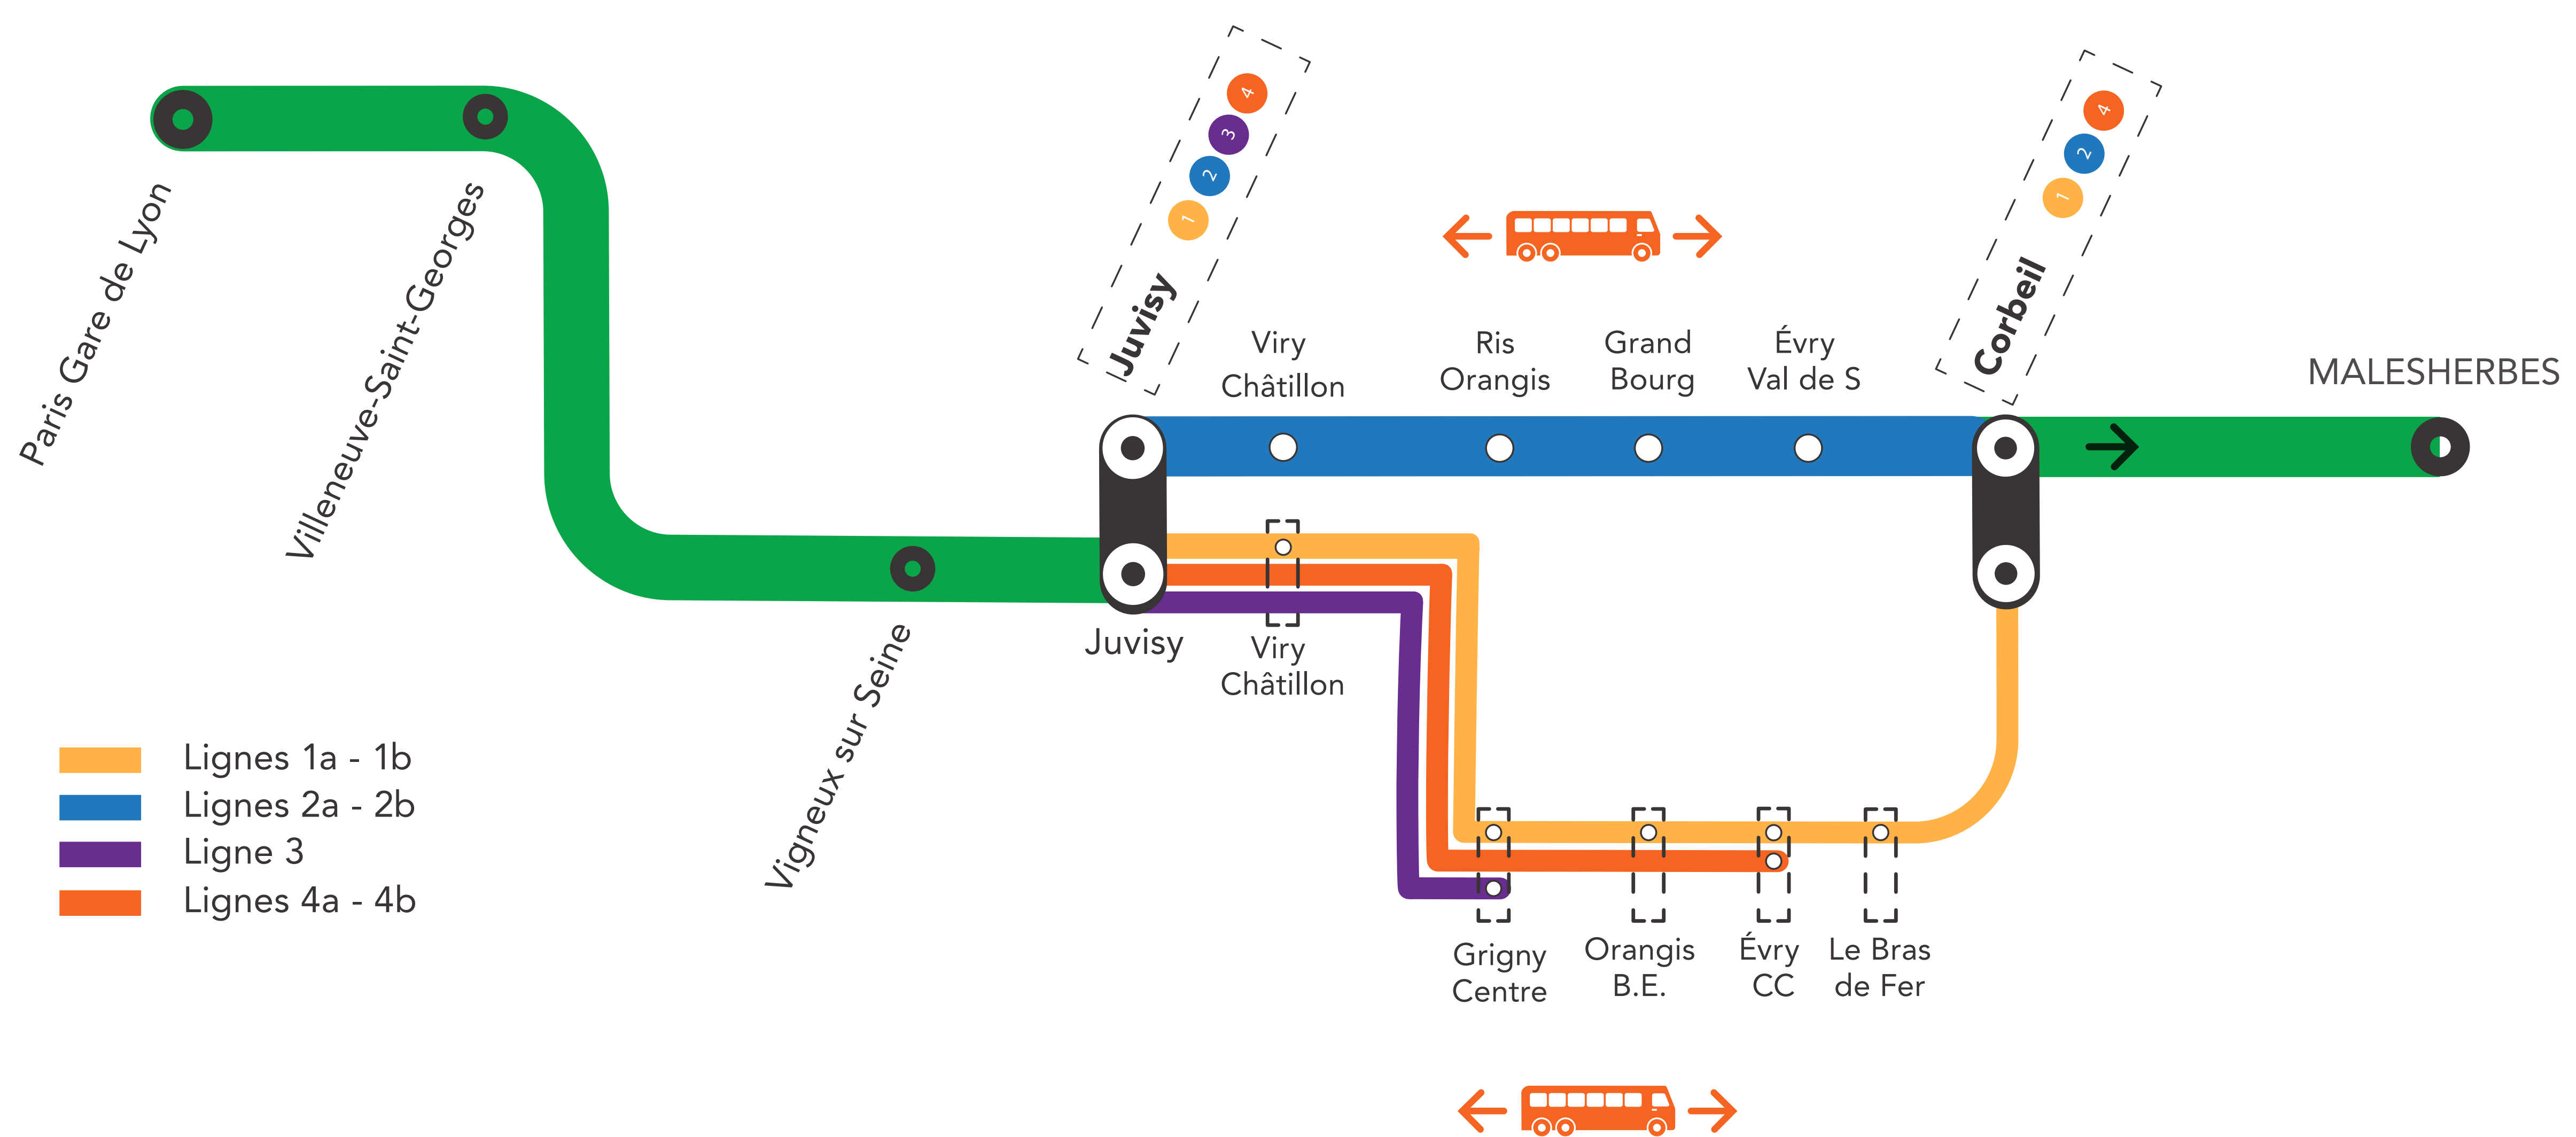 Paris Gare de Lyon
Villeneuve-Saint-Georges
Vigneux sur Seine
Juvisy
1
2
3
4
Viry
Châtillon
Ris
Orangis
Grand
Bourg
Évry
Val de S
Corbeil
1
2
4
MALESHERBES
Juvisy
Viry
Châtillon
Grigny
Centre
Orangis
B.E.
Évry
CC
Le Bras
de Fer
Lignes 1a - 1b
Lignes 2a - 2b
Ligne 3
Lignes 4a - 4b